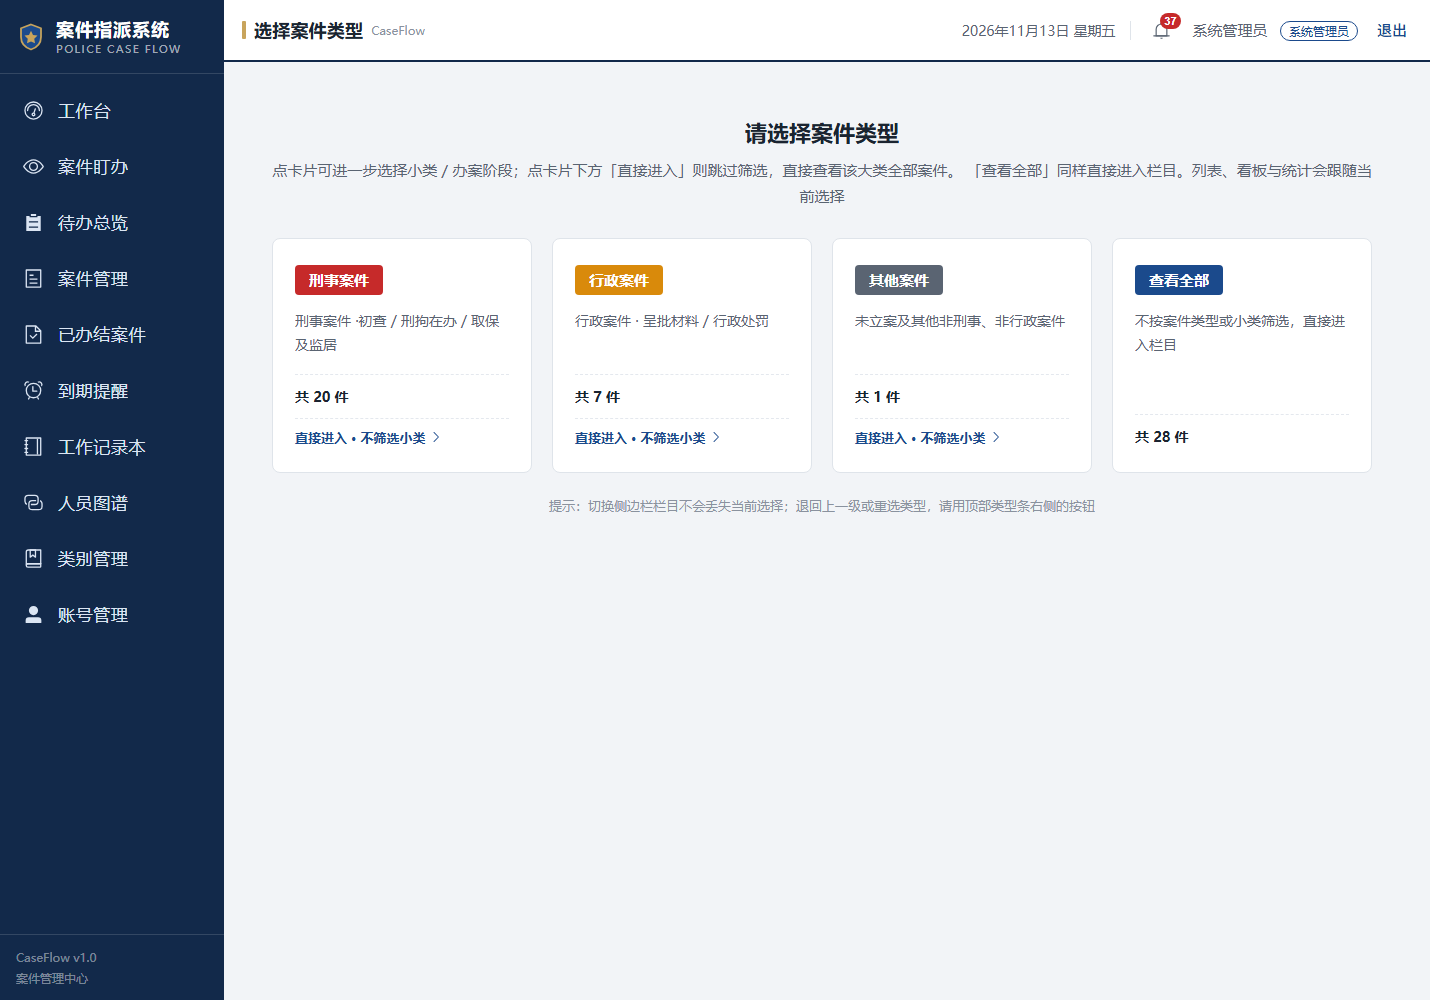 案件指派系统
POLICE CASE FLOW
工作台
案件盯办
待办总览
案件管理
已办结案件
到期提醒
工作记录本
人员图谱
类别管理
账号管理
CaseFlow v1.0
案件管理中心
选择案件类型 CaseFlow
2026年11月13日 星期五 37 系统管理员 系统管理员 退出
请选择案件类型
点卡片可进一步选择小类 / 办案阶段；点卡片下方「直接进入」则跳过筛选，直接查看该大类全部案件。 「查看全部」同样直接进入栏目。列表、看板与统计会跟随当
前选择
刑事案件
刑事案件 ·初查 / 刑拘在办 / 取保
及监居
共 20 件
直接进入 • 不筛选小类
行政案件
行政案件 · 呈批材料 / 行政处罚
共 7 件
直接进入 • 不筛选小类
其他案件
未立案及其他非刑事、非行政案件
共 1 件
直接进入 • 不筛选小类
查看全部
不按案件类型或小类筛选，直接进
入栏目
共 28 件
提示：切换侧边栏栏目不会丢失当前选择；退回上一级或重选类型，请用顶部类型条右侧的按钮